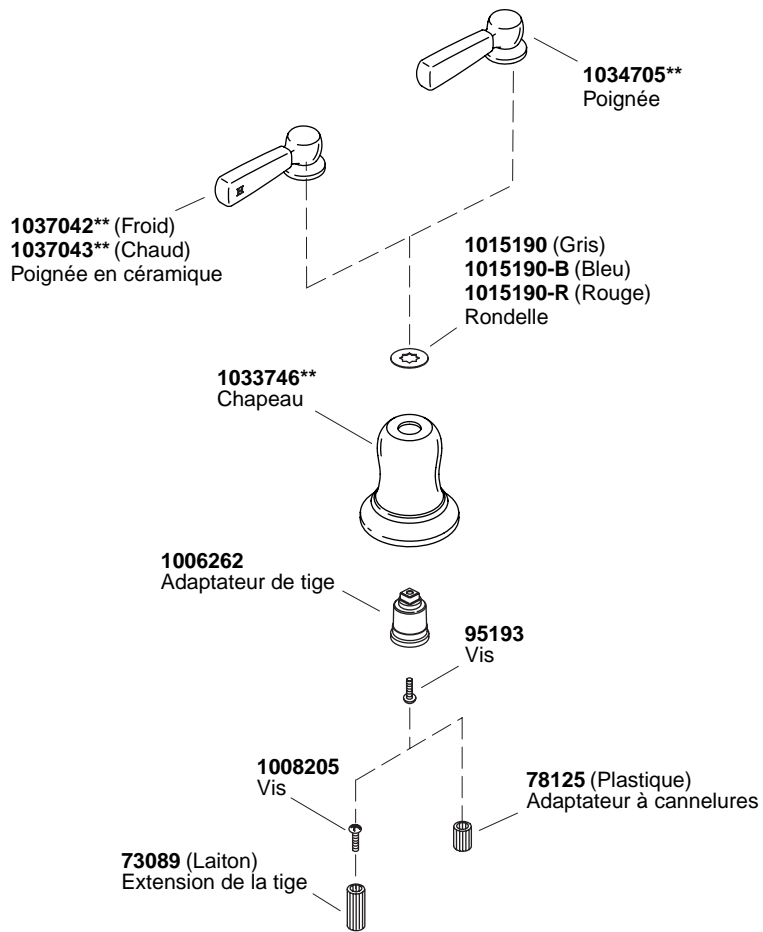 1034705**
Poignée
1037042** (Froid)
1037043** (Chaud)
Poignée en céramique
1015190 (Gris)
1015190-B (Bleu)
1015190-R (Rouge)
Rondelle
1033746**
Chapeau
1006262
Adaptateur de tige
95193
Vis
1008205
Vis
78125 (Plastique)
Adaptateur à cannelures
73089 (Laiton)
Extension de la tige